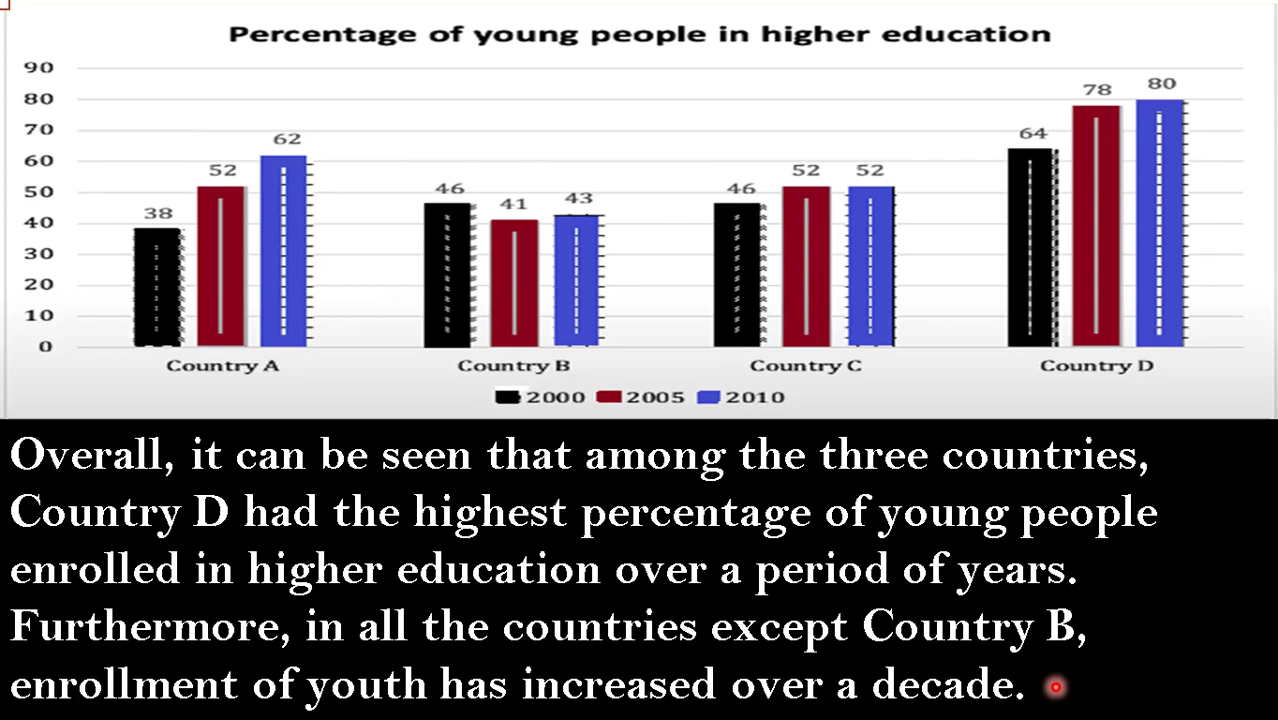 Percentage of young people in higher education
90
80
70
60
50
40
30
20
10
0
38 52 62 46 41 43 46 52 52 64 78 80
Country A Country B Country C Country D
2000 2005 2010
Overall, it can be seen that among the three countries,
Country D had the highest percentage of young people
enrolled in higher education over a period of years.
Furthermore, in all the countries except Country B,
enrollment of youth has increased over a decade.